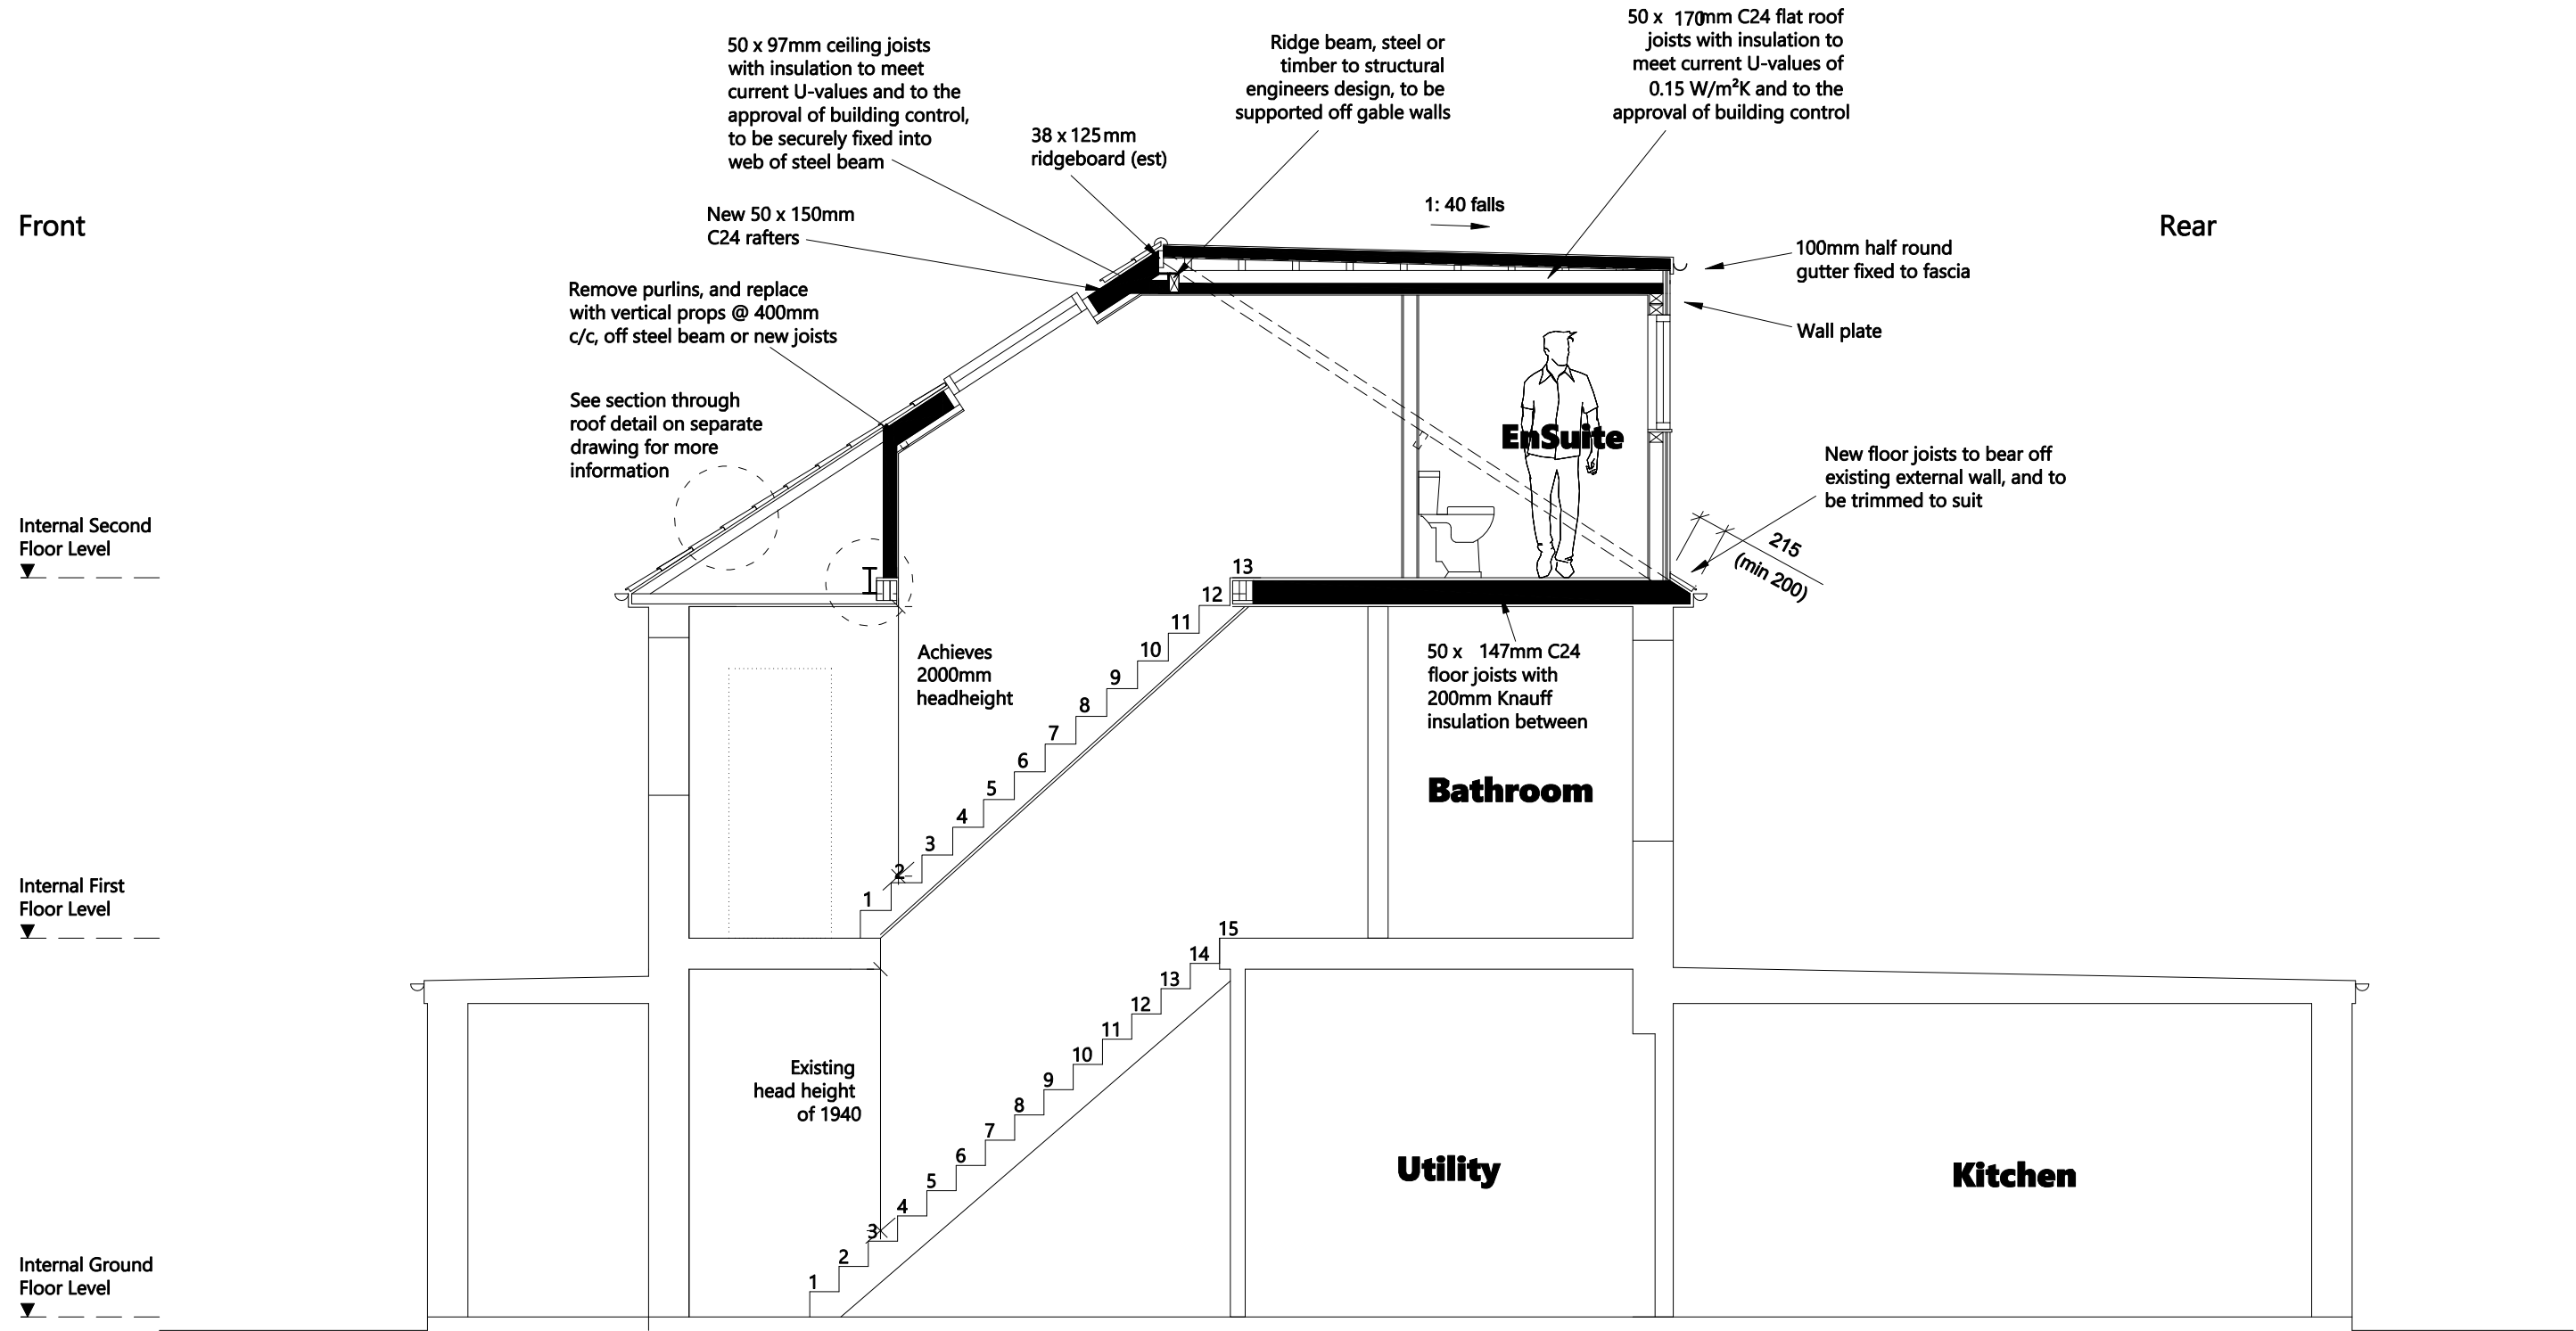 50 x 97mm ceiling joists
with insulation to meet
current U-values and to the
approval of building control,
to be securely fixed into
web of steel beam
38 x 125mm
ridgeboard (est)
Ridge beam, steel or
timber to structural
engineers design, to be
supported off gable walls
50 x 170mm C24 flat roof
joists with insulation to
meet current U-values of
0.15 W/m²K and to the
approval of building control
Front
New 50 x 150mm
C24 rafters
1: 40 falls
Rear
100mm half round
gutter fixed to fascia
Remove purlins, and replace
with vertical props @ 400mm
c/c, off steel beam or new joists
Wall plate
See section through
roof detail on separate
drawing for more
information
EnSuite
New floor joists to bear off
existing external wall, and to
be trimmed to suit
Internal Second
Floor Level
215
(min 200)
13
12
11
10
9
8
7
6
5
4
3
2
1
Achieves
2000mm
headheight
50 x 147mm C24
floor joists with
200mm Knauff
insulation between
Bathroom
Internal First
Floor Level
15
14
13
12
11
10
9
8
7
6
5
4
3
2
1
Existing
head height
of 1940
Utility
Kitchen
Internal Ground
Floor Level